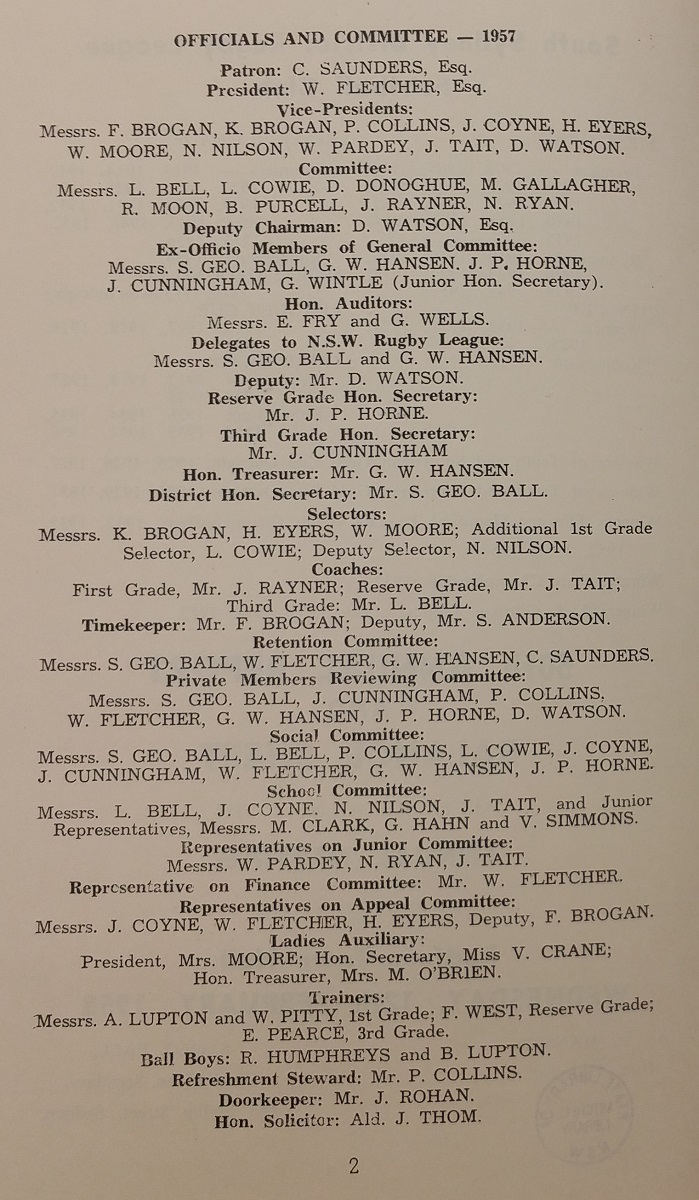 OFFICIALS AND COMMITTEE — 1957
Patron: C. SAUNDERS, Esq.
President: W. FLETCHER, Esq.
Vice-Presidents:
Messrs. F. BROGAN, K. BROGAN, P. COLLINS, J. COYNE, H. EYERS,
W. MOORE, N. NILSON, W. PARDEY, J. TAIT, D. WATSON.
Committee:
Messrs. L. BELL, L. COWIE, D. DONOGHUE, M. GALLAGHER,
R. MOON, B. PURCELL, J. RAYNER, N. RYAN.
Deputy Chairman: D. WATSON, Esq.
Ex-Officio Members of General Committee:
Messrs. S. GEO. BALL, G. W. HANSEN. J. P. HORNE,
J. CUNNINGHAM, G. WINTLE (Junior Hon. Secretary).
Hon. Auditors:
Messrs. E. FRY and G. WELLS.
Delegates to N.S.W. Rugby League:
Messrs. S. GEO. BALL and G. W. HANSEN.
Deputy: Mr. D. WATSON.
Reserve Grade Hon. Secretary:
Mr. J. P. HORNE.
Third Grade Hon. Secretary:
Mr. J. CUNNINGHAM
Hon. Treasurer: Mr. G. W. HANSEN.
District Hon. Secretary: Mr. S. GEO. BALL.
Selectors:
Messrs. K. BROGAN, H. EYERS, W. MOORE; Additional 1st Grade
Selector, L. COWIE; Deputy Selector, N. NILSON.
Coaches:
First Grade, Mr. J. RAYNER; Reserve Grade, Mr. J. TAIT;
Third Grade: Mr. L. BELL.
Timekeeper: Mr. F. BROGAN; Deputy, Mr. S. ANDERSON.
Retention Committee:
Messrs. S. GEO. BALL, W. FLETCHER, G. W. HANSEN, C. SAUNDERS.
Private Members Reviewing Committee:
Messrs. S. GEO. BALL, J. CUNNINGHAM, P. COLLINS,
W. FLETCHER, G. W. HANSEN, J. P. HORNE, D. WATSON.
Social Committee:
Messrs. S. GEO. BALL, L. BELL, P. COLLINS, L. COWIE, J. COYNE,
J. CUNNINGHAM, W. FLETCHER, G. W. HANSEN, J. P. HORNE.
School Committee:
Messrs. L. BELL, J. COYNE. N. NILSON, J. TAIT, and Junior
Representatives, Messrs. M. CLARK, G. HAHN and V. SIMMONS.
Representatives on Junior Committee:
Messrs. W. PARDEY, N. RYAN, J. TAIT.
Representative on Finance Committee: Mr. W. FLETCHER.
Representatives on Appeal Committee:
Messrs. J. COYNE, W. FLETCHER, H. EYERS, Deputy, F. BROGAN.
Ladies Auxiliary:
President, Mrs. MOORE; Hon. Secretary, Miss V. CRANE;
Hon. Treasurer, Mrs. M. O'BRIEN.
Trainers:
Messrs. A. LUPTON and W. PITTY, 1st Grade; F. WEST, Reserve Grade;
E. PEARCE, 3rd Grade.
Ball Boys: R. HUMPHREYS and B. LUPTON.
Refreshment Steward: Mr. P. COLLINS.
Doorkeeper: Mr. J. ROHAN.
Hon. Solicitor: Ald. J. THOM.
2